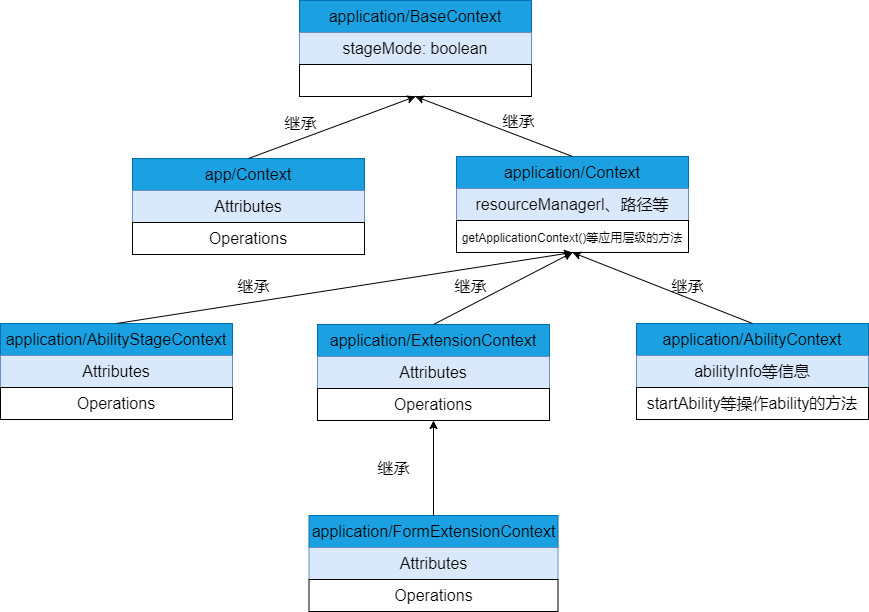 application/BaseContext
stageMode: boolean
继承
继承
app/Context
Attributes
Operations
application/Context
resourceManagerl、路径等
getApplicationContext()等应用层级的方法
继承
继承
继承
application/AbilityStageContext
Attributes
Operations
application/ExtensionContext
Attributes
Operations
application/AbilityContext
abilityInfo等信息
startAbility等操作ability的方法
继承
application/FormExtensionContext
Attributes
Operations